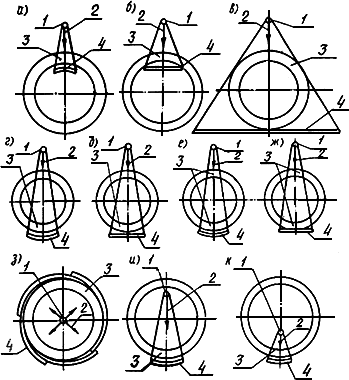 а) б) в)
1 2 2 1 2 1
3 4 3 4 3
4
г) д) е) ж)
1 1 1 1
3 2 3 2 3 2 2
4 4 4 4
з) и) к
1 3 1 2 1
2 2
4 3 4 3 4